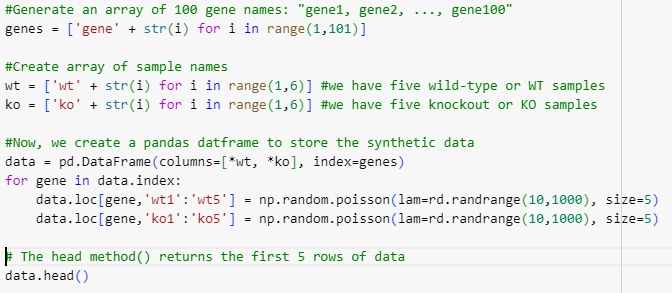 #Generate an array of 100 gene names: "gene1, gene2, ..., gene100"
genes = ['gene' + str(i) for i in range(1,101)]
#Create array of sample names
wt = ['wt' + str(i) for i in range(1,6)] #we have five wild-type or WT samples
ko = ['ko' + str(i) for i in range(1,6)] #we have five knockout or KO samples
#Now, we create a pandas datframe to store the synthetic data
data = pd.DataFrame(columns=[*wt, *ko], index=genes)
for gene in data.index:
    data.loc[gene,'wt1':'wt5'] = np.random.poisson(lam=rd.randrange(10,1000), size=5)
    data.loc[gene,'ko1':'ko5'] = np.random.poisson(lam=rd.randrange(10,1000), size=5)
# The head method() returns the first 5 rows of data
data.head()